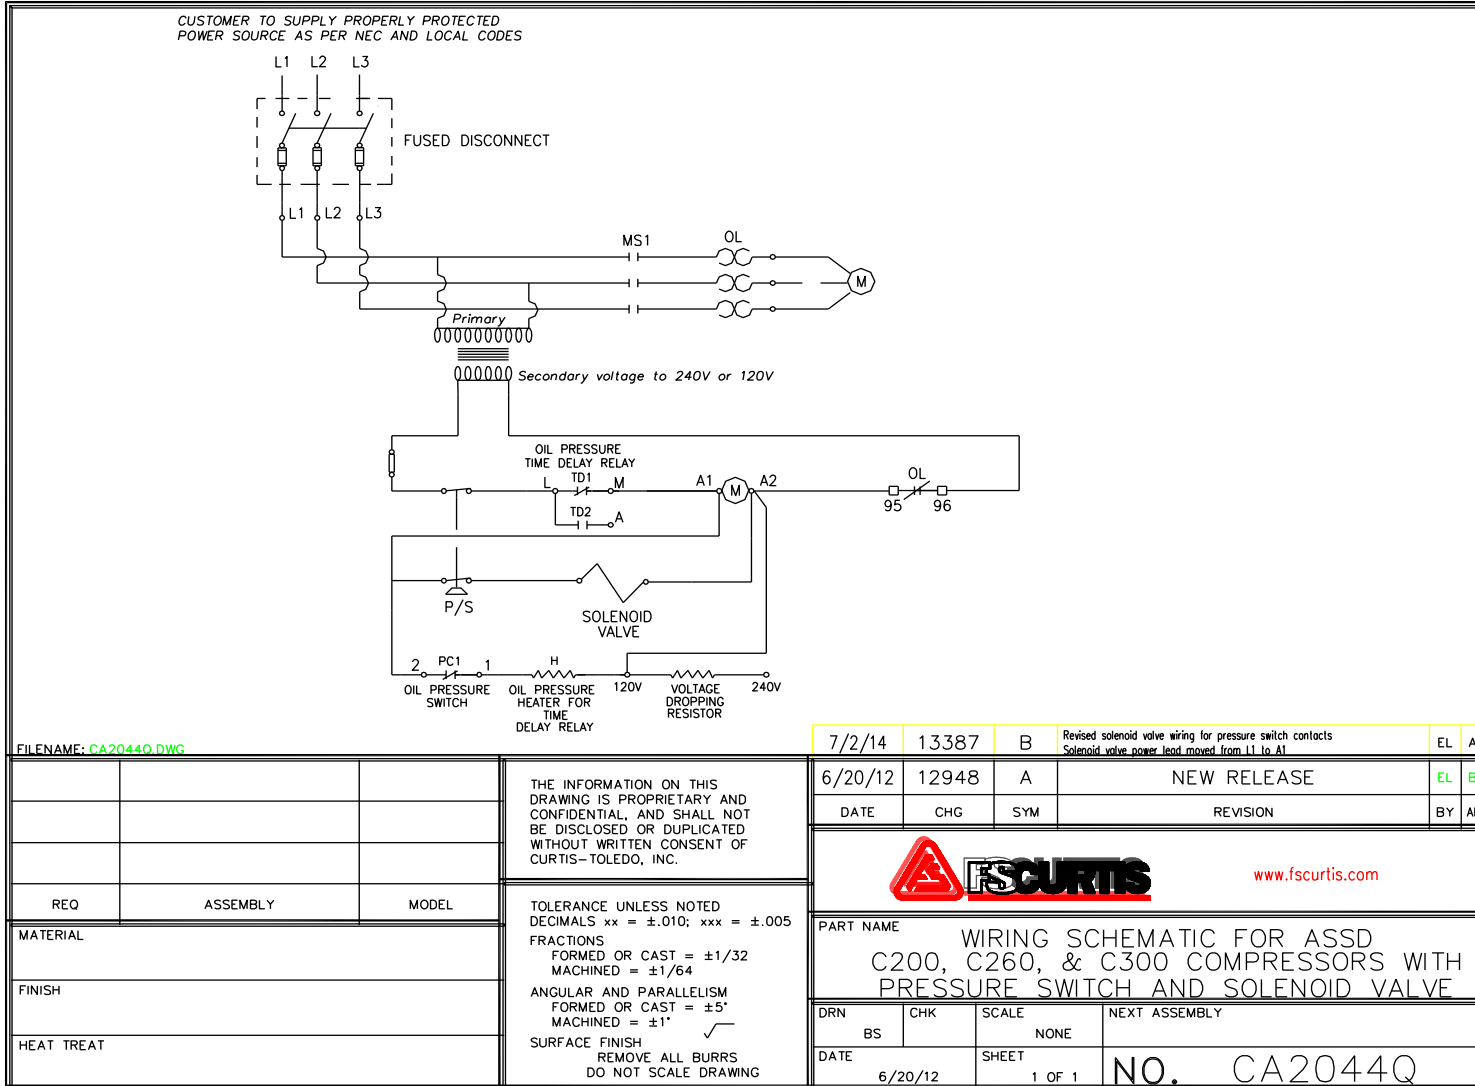 CUSTOMER TO SUPPLY PROPERLY PROTECTED
POWER SOURCE AS PER NEC AND LOCAL CODES
L1 L2 L3
FUSED DISCONNECT
L1 L2 L3
MS1 OL
M
Primary
Secondary voltage to 240V or 120V
OIL PRESSURE
TIME DELAY RELAY
TD1
L M A1 M A2 OL
95 96
TD2
A
P/S
SOLENOID
VALVE
2 PC1 1 H
120V 240V
OIL PRESSURE
SWITCH
OIL PRESSURE
HEATER FOR
TIME
DELAY RELAY
VOLTAGE
DROPPING
RESISTOR
FILENAME: CA2044Q.DWG
7/2/14 13387 B Revised solenoid valve wiring for pressure switch contacts
Solenoid valve power lead moved from L1 to A1
EL
6/20/12 12948 A NEW RELEASE EL
DATE CHG SYM REVISION BY
THE INFORMATION ON THIS
DRAWING IS PROPRIETARY AND
CONFIDENTIAL, AND SHALL NOT
BE DISCLOSED OR DUPLICATED
WITHOUT WRITTEN CONSENT OF
CURTIS-TOLEDO, INC.
FSCURTIS
www.fscurtis.com
REQ ASSEMBLY MODEL
MATERIAL
FINISH
HEAT TREAT
TOLERANCE UNLESS NOTED
DECIMALS xx = ±.010; xxx = ±.005
FRACTIONS
FORMED OR CAST = ±1/32
MACHINED = ±1/64
ANGULAR AND PARALLELISM
FORMED OR CAST = ±5°
MACHINED = ±1°
SURFACE FINISH
REMOVE ALL BURRS
DO NOT SCALE DRAWING
PART NAME
WIRING SCHEMATIC FOR ASSD
C200, C260, & C300 COMPRESSORS WITH
PRESSURE SWITCH AND SOLENOID VALVE
DRN BS
CHK
SCALE NONE
NEXT ASSEMBLY
DATE 6/20/12
SHEET 1 OF 1
NO. CA2044Q